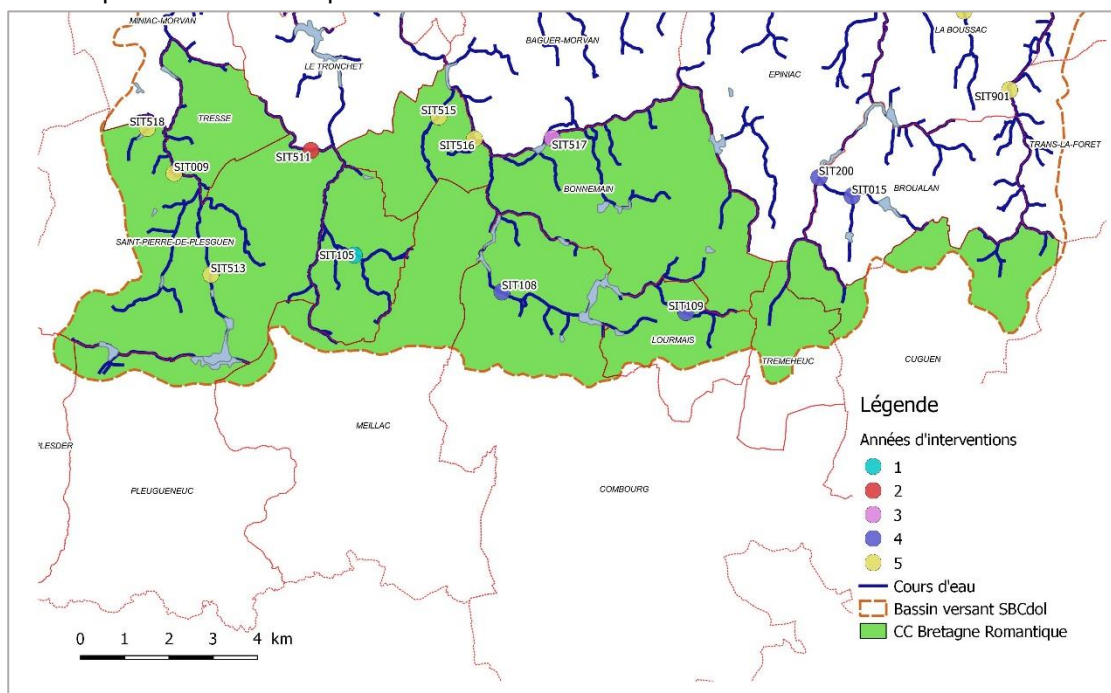 MINIAC-MORVAN
LE TRONCHET
BAGUER-MORVAN
EPINIAC
LA BOUSSAC
SIT901
SIT518
TRESSE
SIT515
SIT516
SIT517
SIT511
TRANS-LA-FORET
SIT009
BONNEMAIN
SIT200
SIT015
BROUALAN
SAINT-PIERRE-DE-PLESGUEN
SIT105
SIT513
SIT108
SIT109
LOURMAIS
TREMEHEUC
CUGUEN
MEILLAC
PLEUGUENEUC
COMBOURG
Légende
Années d'interventions
1
2
3
4
5
Cours d'eau
Bassin versant SBCdol
CC Bretagne Romantique
0 1 2 3 4 km